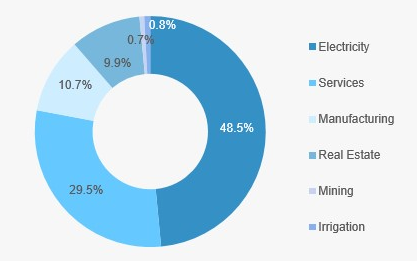 0.8%
0.7%
9.9%
10.7%
48.5%
29.5%
Electricity
Services
Manufacturing
Real Estate
Mining
Irrigation